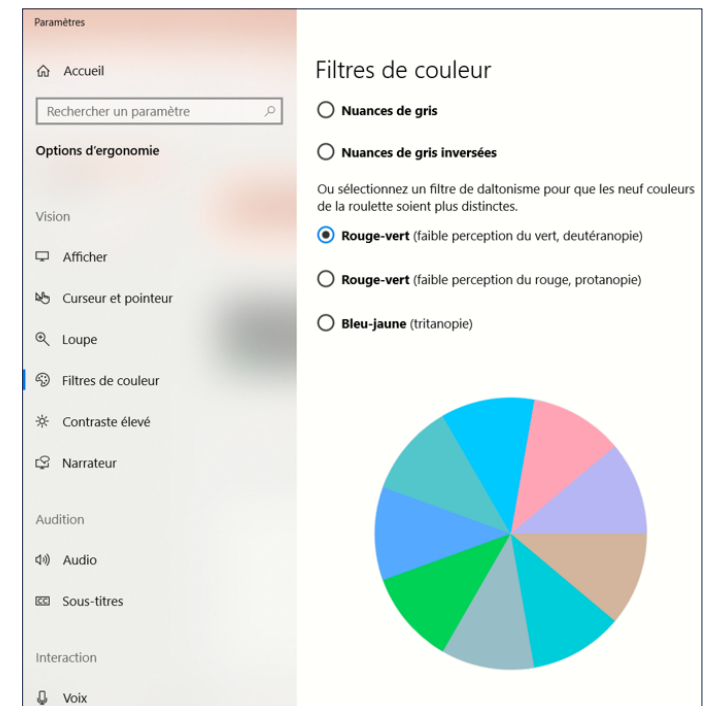 Paramètres
Accueil
Rechercher un paramètre
Options d'ergonomie
Vision
Afficher
Curseur et pointeur
Loupe
Filtres de couleur
Contraste élevé
Narrateur
Audition
Audio
Sous-titres
Interaction
Voix
Filtres de couleur
Nuances de gris
Nuances de gris inversées
Ou sélectionnez un filtre de daltonisme pour que les neuf couleurs
de la roulette soient plus distinctes.
Rouge-vert (faible perception du vert, deutéranopie)
Rouge-vert (faible perception du rouge, protanopie)
Bleu-jaune (tritanopie)